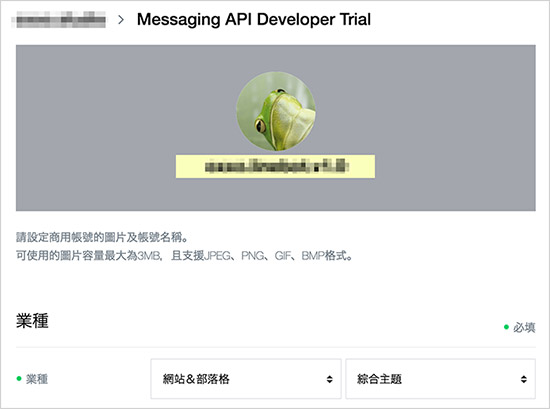 > Messaging API Developer Trial
請設定商用帳號的圖片及帳號名稱。
可使用的圖片容量最大為3MB，且支援JPEG、PNG、GIF、BMP格式。
業種
必填
業種 網站＆部落格 綜合主題